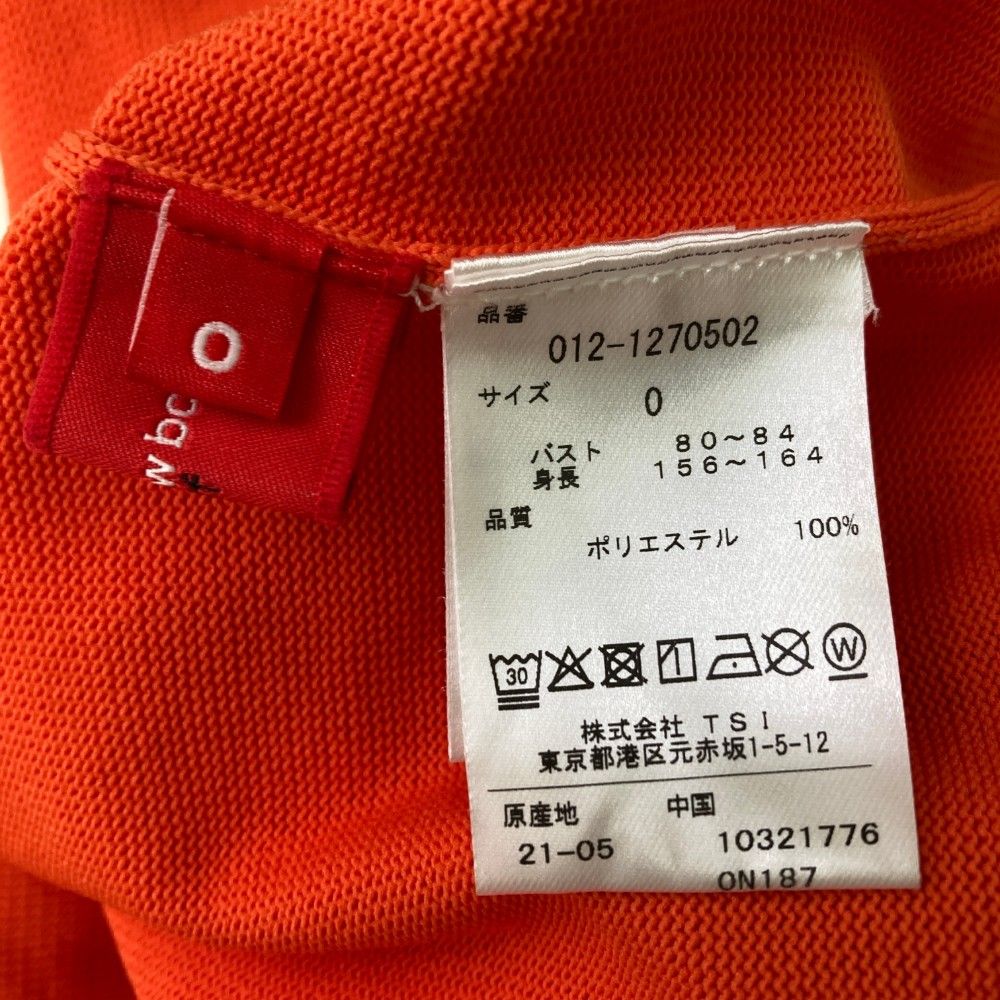 O
w bc
品番
012-1270502
サイズ 0
バスト 80～84
身長 156～164
品質
ポリエステル 100%
30
W
株式会社 TSI
東京都港区元赤坂1-5-12
原産地 中国
21-05 10321776
ON187